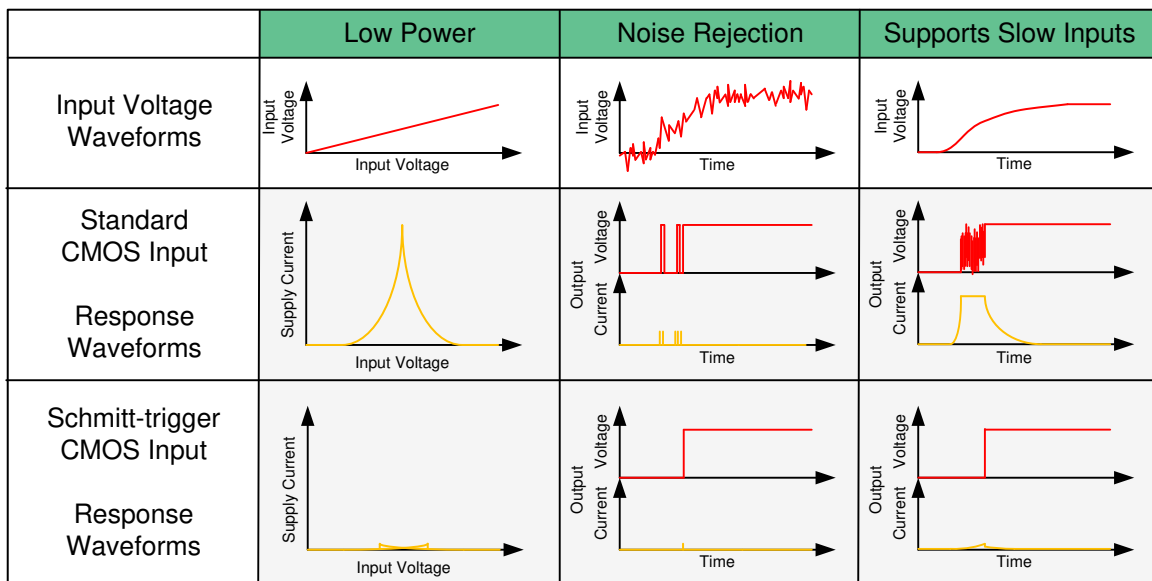 Low Power
Noise Rejection
Supports Slow Inputs
Input Voltage
Waveforms
Input
Voltage
Input Voltage
Input
Voltage
Time
Input
Voltage
Time
Standard
CMOS Input
Response
Waveforms
Supply Current
Input Voltage
Output
Voltage
Current
Time
Output
Voltage
Current
Time
Schmitt-trigger
CMOS Input
Response
Waveforms
Supply Current
Input Voltage
Output
Voltage
Current
Time
Output
Voltage
Current
Time